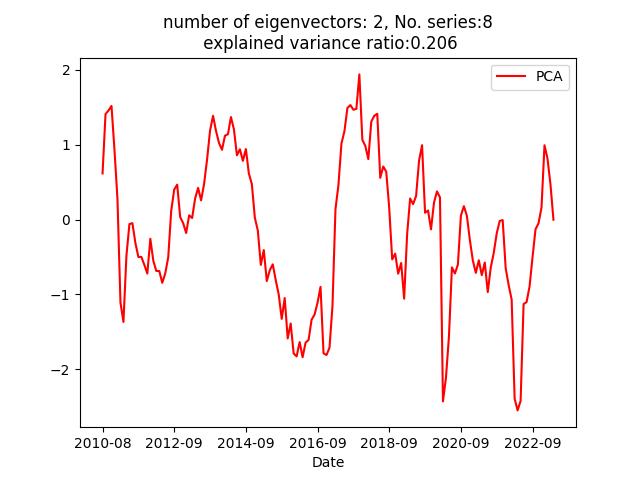 number of eigenvectors: 2, No. series:8
explained variance ratio:0.206
PCA
2
1
0
−1
−2
2010-08 2012-09 2014-09 2016-09 2018-09 2020-09 2022-09
Date